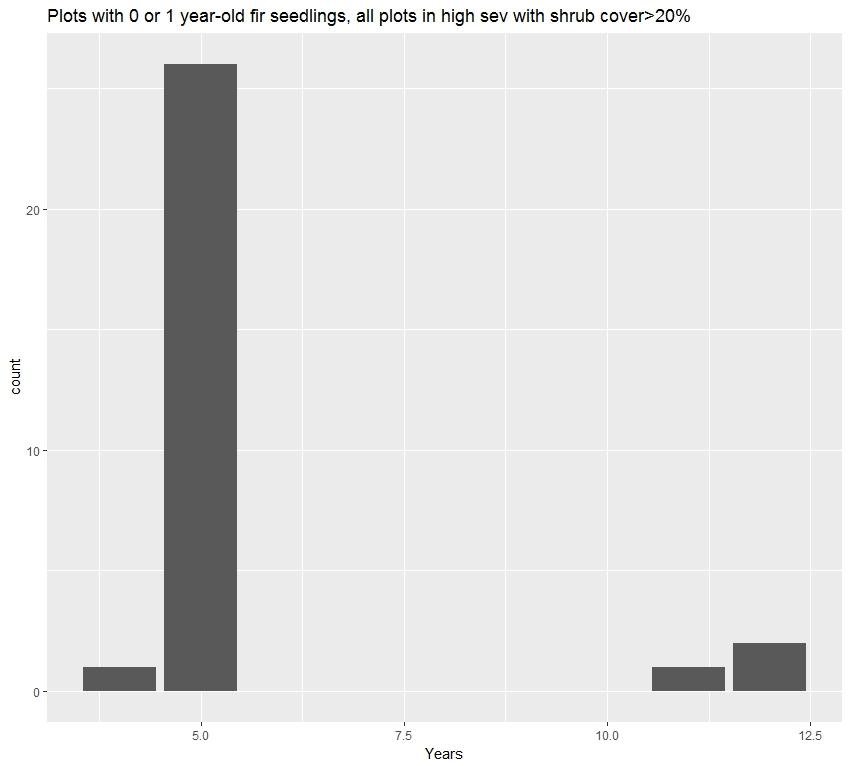 Plots with 0 or 1 year-old fir seedlings, all plots in high sev with shrub cover>20%
count
20
10
0
5.0 7.5 10.0 12.5
Years